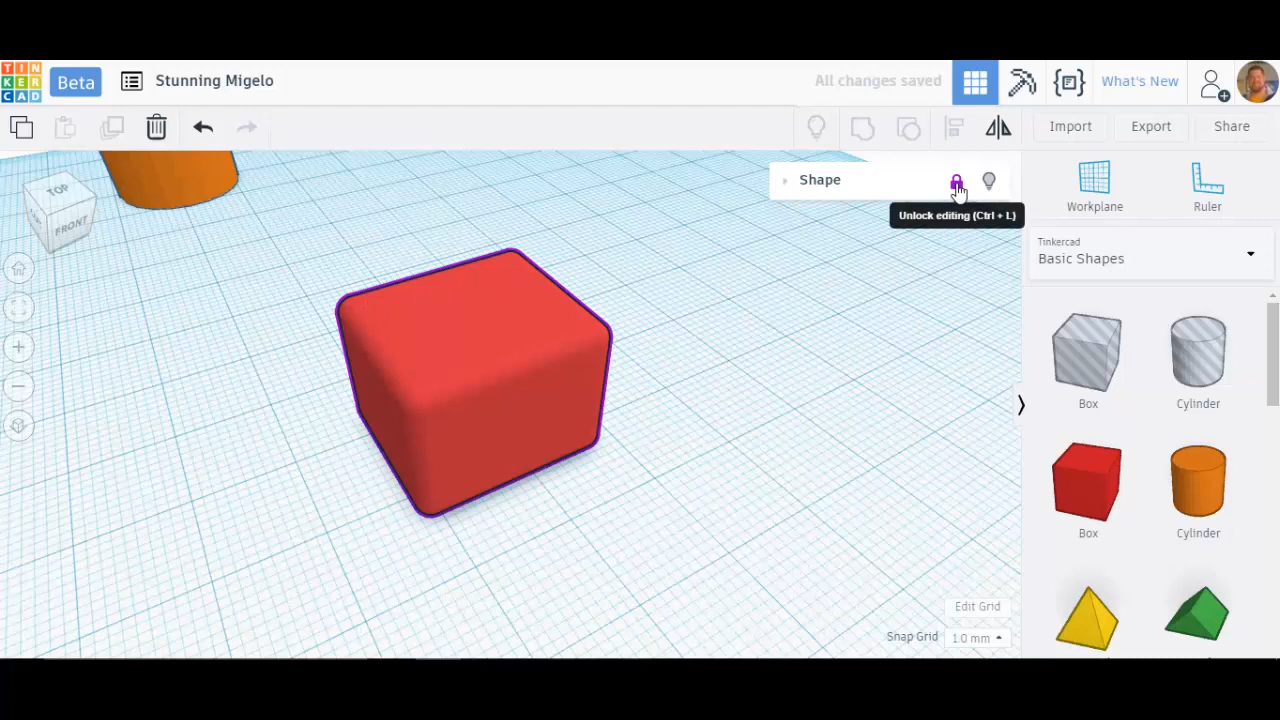 TIN
KER
CAD
Beta
Stunning Migelo
All changes saved
What's New
Import
Export
Share
TOP
FRONT
Shape
Unlock editing (Ctrl + L)
Workplane
Ruler
Tinkercad
Basic Shapes
Box
Cylinder
Box
Cylinder
Edit Grid
Snap Grid
1.0 mm